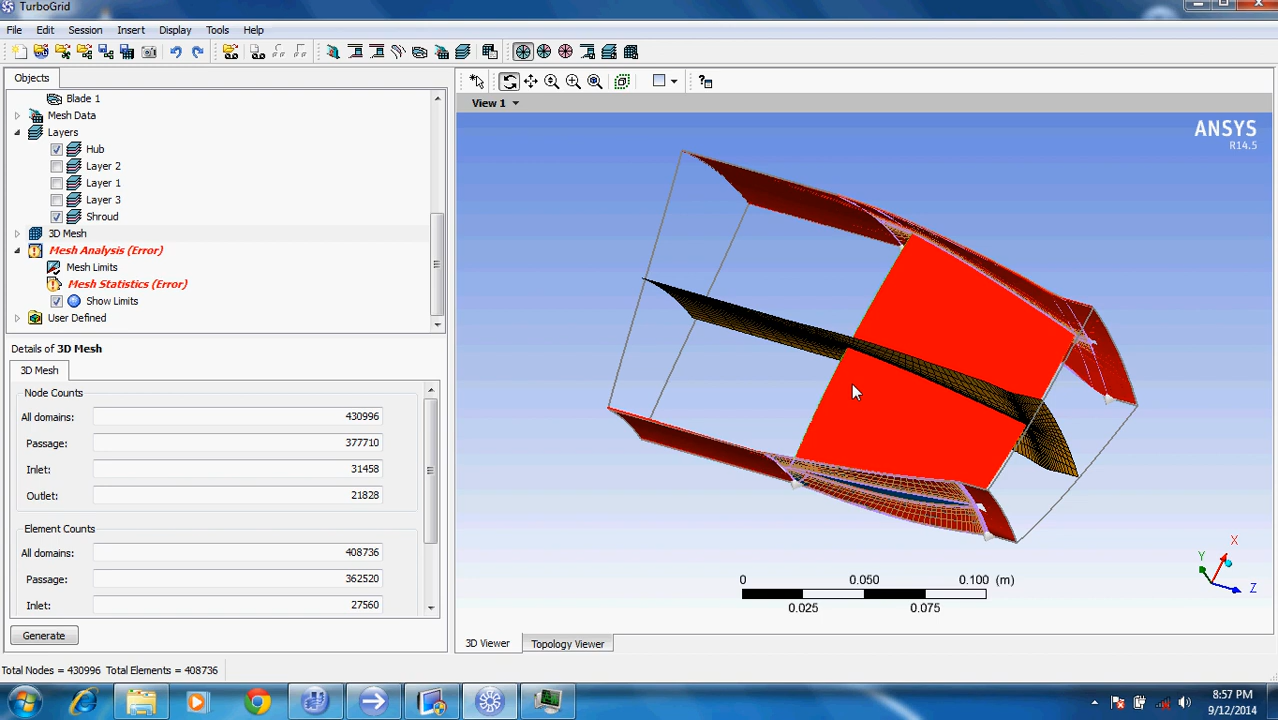 TurboGrid
File Edit Session Insert Display Tools Help
Objects
Blade 1
Mesh Data
Layers
Hub
Layer 2
Layer 1
Layer 3
Shroud
3D Mesh
Mesh Analysis (Error)
Mesh Limits
Mesh Statistics (Error)
Show Limits
User Defined
Details of 3D Mesh
3D Mesh
Node Counts
All domains: 430996
Passage: 377710
Inlet: 31458
Outlet: 21828
Element Counts
All domains: 408736
Passage: 362520
Inlet: 27560
Generate
Total Nodes = 430996 Total Elements = 408736
View 1
ANSYS
R14.5
X
Y
Z
0 0.050 0.100 (m)
0.025 0.075
3D Viewer Topology Viewer
8:57 PM
9/12/2014